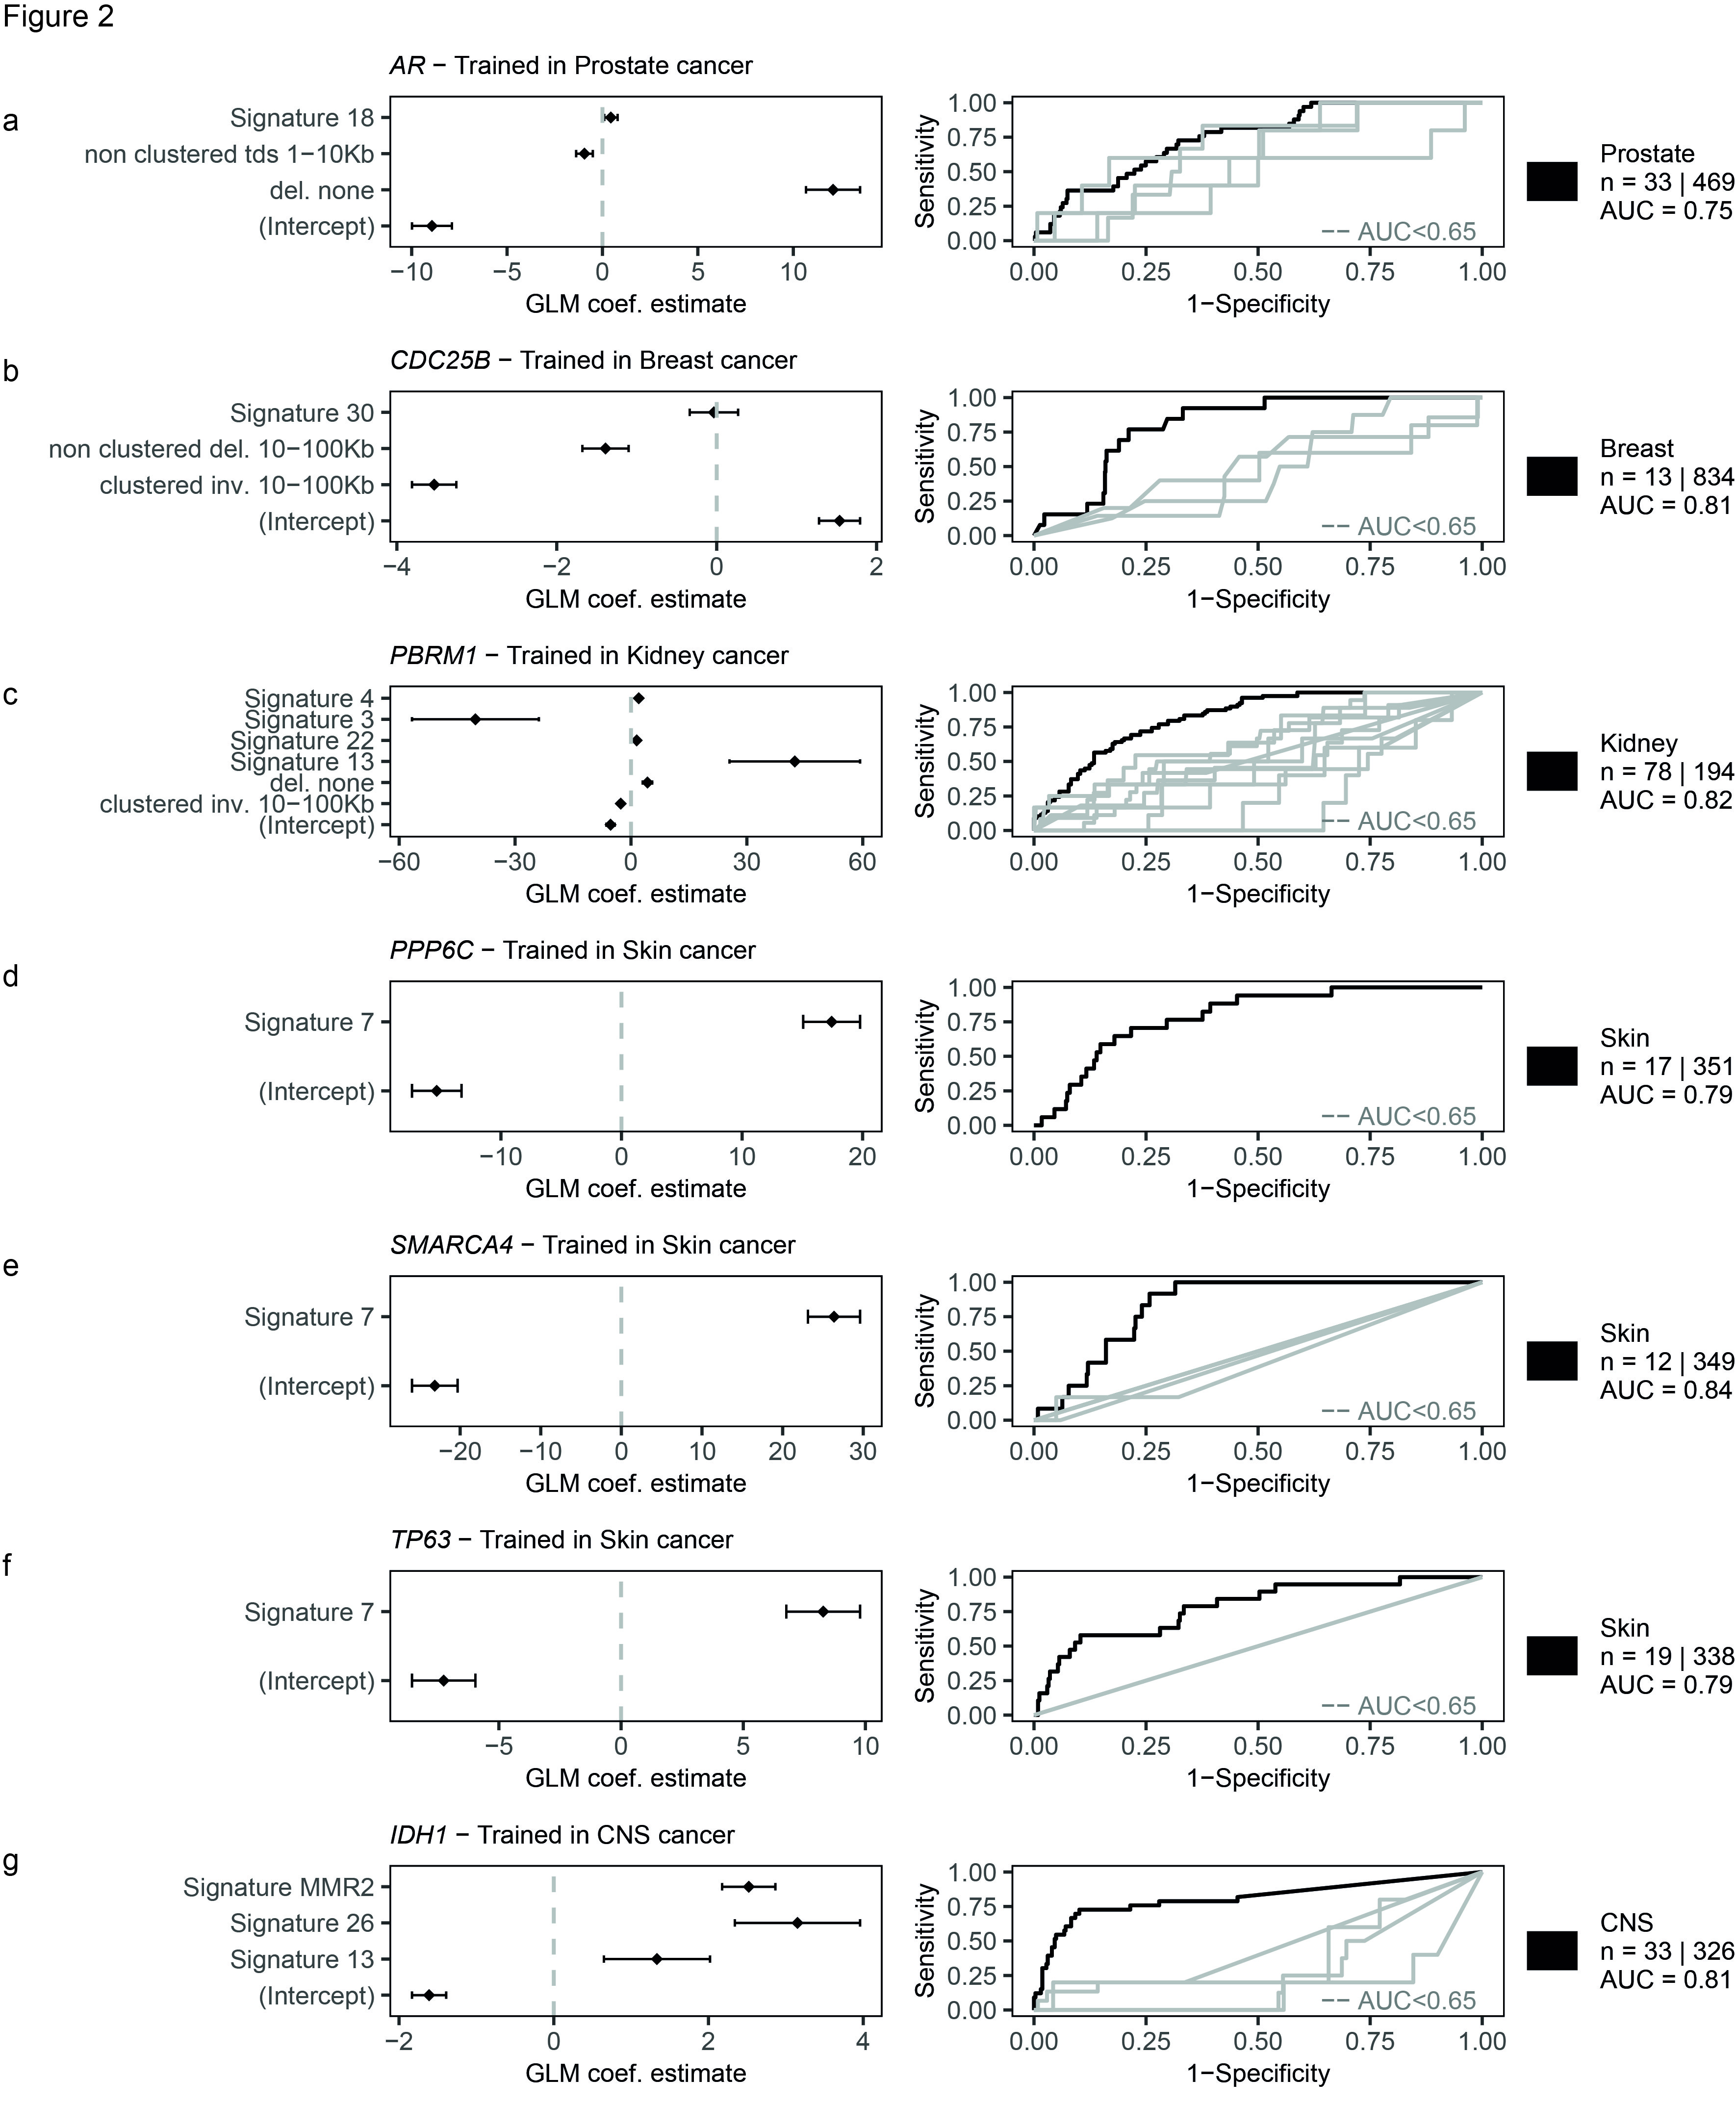 Figure 2
a
AR − Trained in Prostate cancer
Signature 18
non clustered tds 1−10Kb
del. none
(Intercept)
−10 −5 0 5 10
GLM coef. estimate
Sensitivity
1.00
0.75
0.50
0.25
0.00
−− AUC<0.65
0.00 0.25 0.50 0.75 1.00
1−Specificity
Prostate
n = 33 | 469
AUC = 0.75
b
CDC25B − Trained in Breast cancer
Signature 30
non clustered del. 10−100Kb
clustered inv. 10−100Kb
(Intercept)
−4 −2 0 2
GLM coef. estimate
Sensitivity
1.00
0.75
0.50
0.25
0.00
−− AUC<0.65
0.00 0.25 0.50 0.75 1.00
1−Specificity
Breast
n = 13 | 834
AUC = 0.81
c
PBRM1 − Trained in Kidney cancer
Signature 4
Signature 3
Signature 22
Signature 13
del. none
clustered inv. 10−100Kb
(Intercept)
−60 −30 0 30 60
GLM coef. estimate
Sensitivity
1.00
0.75
0.50
0.25
0.00
−− AUC<0.65
0.00 0.25 0.50 0.75 1.00
1−Specificity
Kidney
n = 78 | 194
AUC = 0.82
d
PPP6C − Trained in Skin cancer
Signature 7
(Intercept)
−10 0 10 20
GLM coef. estimate
Sensitivity
1.00
0.75
0.50
0.25
0.00
−− AUC<0.65
0.00 0.25 0.50 0.75 1.00
1−Specificity
Skin
n = 17 | 351
AUC = 0.79
e
SMARCA4 − Trained in Skin cancer
Signature 7
(Intercept)
−20 −10 0 10 20 30
GLM coef. estimate
Sensitivity
1.00
0.75
0.50
0.25
0.00
−− AUC<0.65
0.00 0.25 0.50 0.75 1.00
1−Specificity
Skin
n = 12 | 349
AUC = 0.84
f
TP63 − Trained in Skin cancer
Signature 7
(Intercept)
−5 0 5 10
GLM coef. estimate
Sensitivity
1.00
0.75
0.50
0.25
0.00
−− AUC<0.65
0.00 0.25 0.50 0.75 1.00
1−Specificity
Skin
n = 19 | 338
AUC = 0.79
g
IDH1 − Trained in CNS cancer
Signature MMR2
Signature 26
Signature 13
(Intercept)
−2 0 2 4
GLM coef. estimate
Sensitivity
1.00
0.75
0.50
0.25
0.00
−− AUC<0.65
0.00 0.25 0.50 0.75 1.00
1−Specificity
CNS
n = 33 | 326
AUC = 0.81